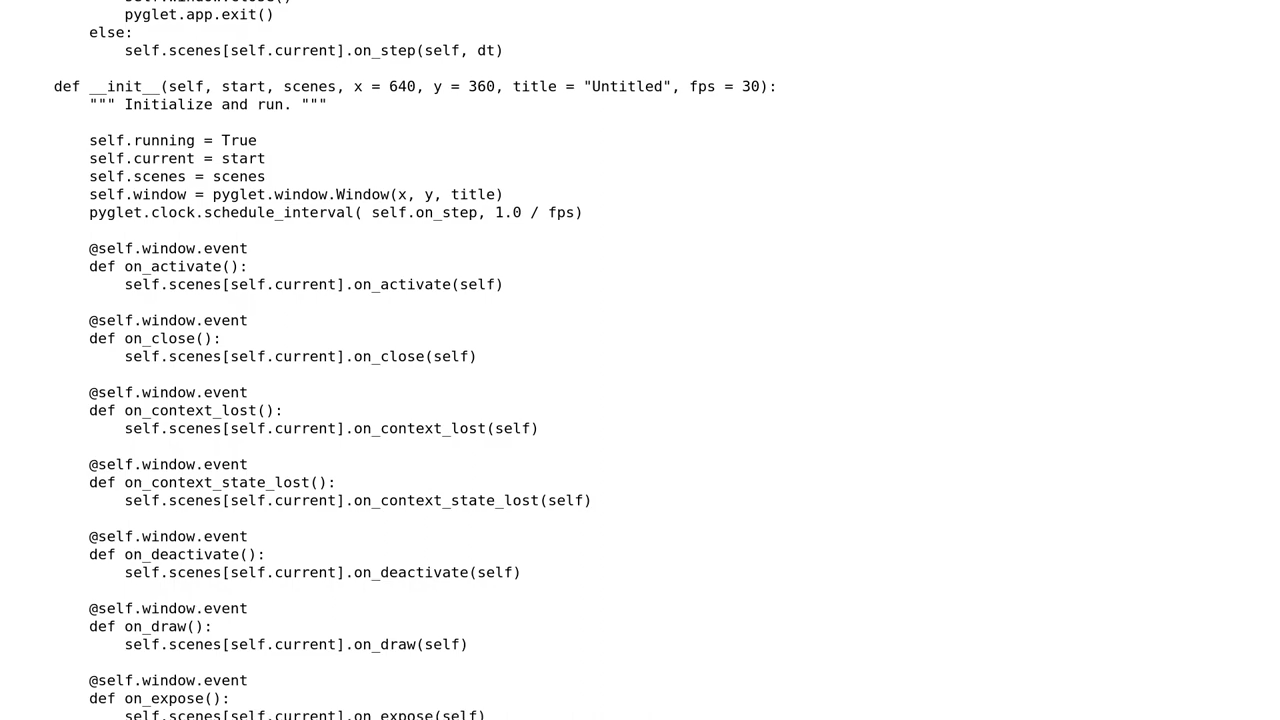 self.window.close()
            pyglet.app.exit()
        else:
            self.scenes[self.current].on_step(self, dt)

    def __init__(self, start, scenes, x = 640, y = 360, title = "Untitled", fps = 30):
        """ Initialize and run. """

        self.running = True
        self.current = start
        self.scenes = scenes
        self.window = pyglet.window.Window(x, y, title)
        pyglet.clock.schedule_interval( self.on_step, 1.0 / fps)

        @self.window.event
        def on_activate():
            self.scenes[self.current].on_activate(self)

        @self.window.event
        def on_close():
            self.scenes[self.current].on_close(self)

        @self.window.event
        def on_context_lost():
            self.scenes[self.current].on_context_lost(self)

        @self.window.event
        def on_context_state_lost():
            self.scenes[self.current].on_context_state_lost(self)

        @self.window.event
        def on_deactivate():
            self.scenes[self.current].on_deactivate(self)

        @self.window.event
        def on_draw():
            self.scenes[self.current].on_draw(self)

        @self.window.event
        def on_expose():
            self.scenes[self.current].on_expose(self)